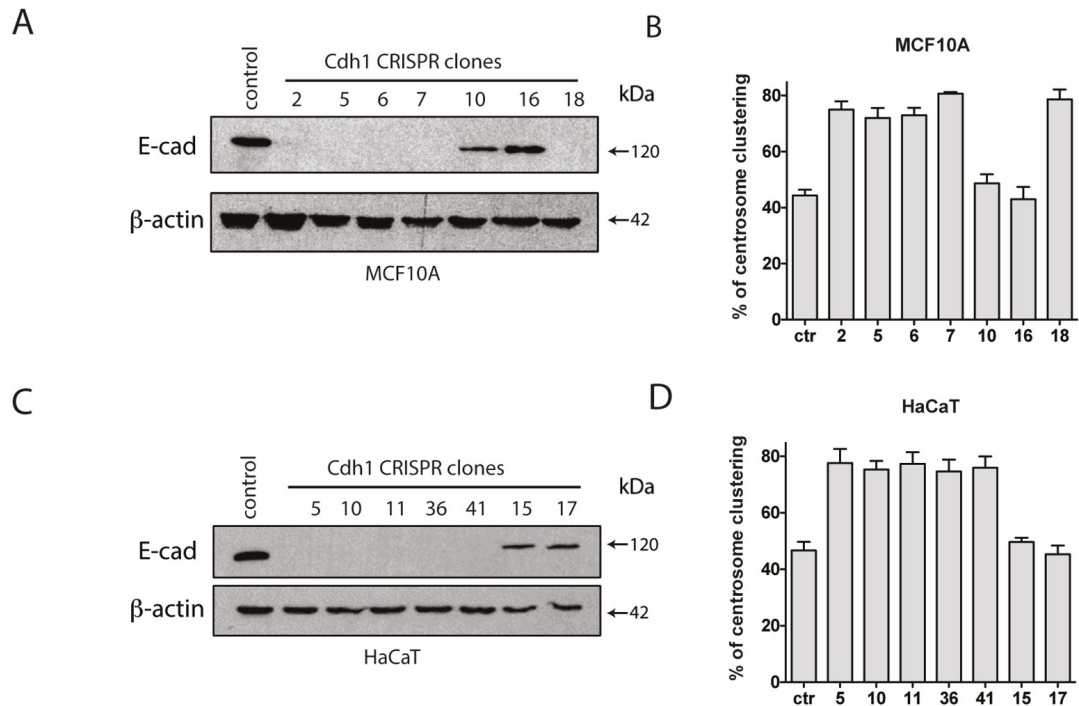 A
control
Cdh1 CRISPR clones
2 5 6 7 10 16 18
kDa
E-cad
←120
β-actin
←42
MCF10A
B
MCF10A
% of centrosome clustering
80
60
40
20
0
ctr 2 5 6 7 10 16 18
C
control
Cdh1 CRISPR clones
5 10 11 36 41 15 17
kDa
E-cad
←120
β-actin
←42
HaCaT
D
HaCaT
% of centrosome clustering
80
60
40
20
0
ctr 5 10 11 36 41 15 17